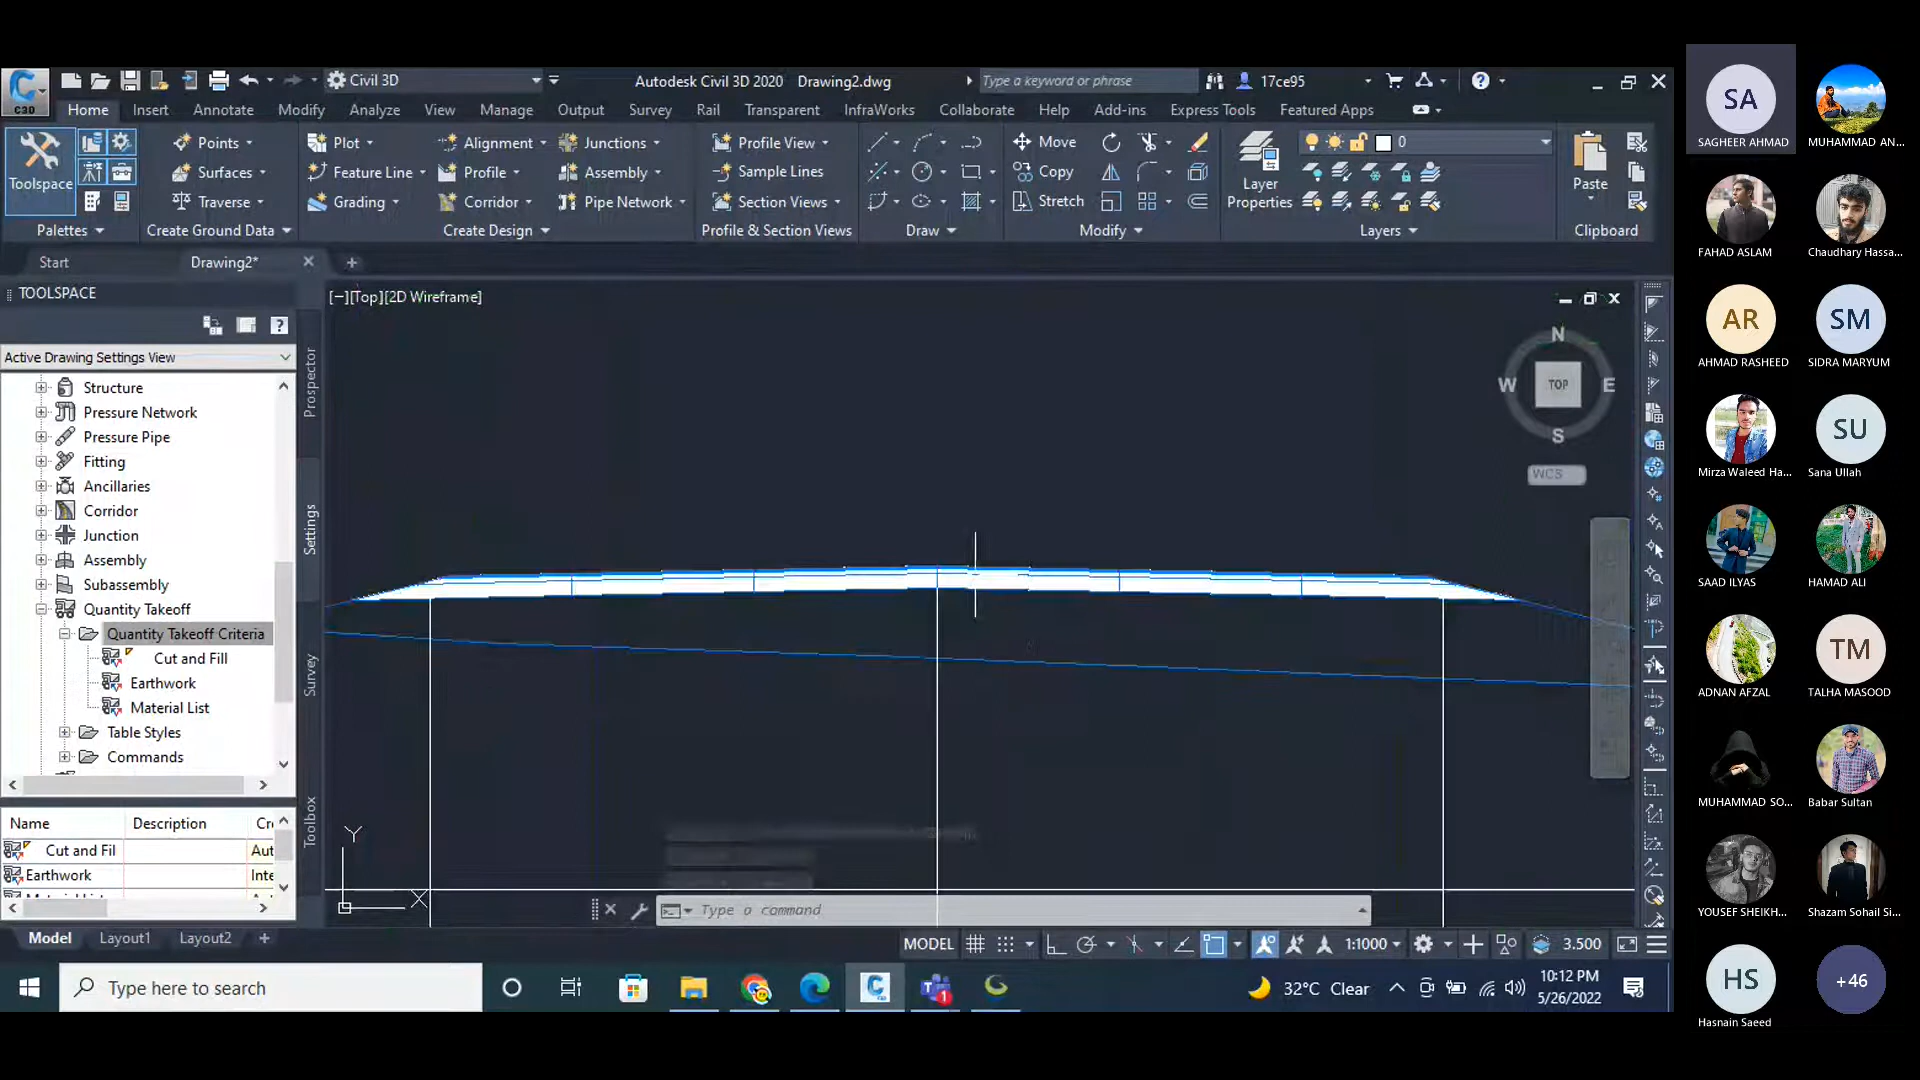 C3D
Civil 3D
Autodesk Civil 3D 2020 Drawing2.dwg
Type a keyword or phrase
17ce95
Home Insert Annotate Modify Analyze View Manage Output Survey Rail Transparent InfraWorks Collaborate Help Add-ins Express Tools Featured Apps
Toolspace
Palettes
Points
Surfaces
Traverse
Create Ground Data
Plot
Feature Line
Grading
Alignment
Profile
Corridor
Junctions
Assembly
Pipe Network
Create Design
Profile View
Sample Lines
Section Views
Profile & Section Views
Draw
Move
Copy
Stretch
Modify
Layer
Properties
0
Layers
Paste
Clipboard
Start
Drawing2*
TOOLSPACE
Active Drawing Settings View
Structure
Pressure Network
Pressure Pipe
Fitting
Ancillaries
Corridor
Junction
Assembly
Subassembly
Quantity Takeoff
Quantity Takeoff Criteria
Cut and Fill
Earthwork
Material List
Table Styles
Commands
Prospector
Settings
Survey
Toolbox
Name Description Cr
Cut and Fil Aut
Earthwork Inte
[−][Top][2D Wireframe]
N
W TOP E
S
WCS
Y
X
Type a command
Model Layout1 Layout2
MODEL
1:1000
3.500
Type here to search
1
32°C Clear
10:12 PM
5/26/2022
SA
SAGHEER AHMAD
MUHAMMAD AN...
FAHAD ASLAM
Chaudhary Hassa...
AR
AHMAD RASHEED
SM
SIDRA MARYUM
Mirza Waleed Ha...
SU
Sana Ullah
SAAD ILYAS
HAMAD ALI
ADNAN AFZAL
TM
TALHA MASOOD
MUHAMMAD SO...
Babar Sultan
YOUSEF SHEIKH...
Shazam Sohail Si...
HS
Hasnain Saeed
+46